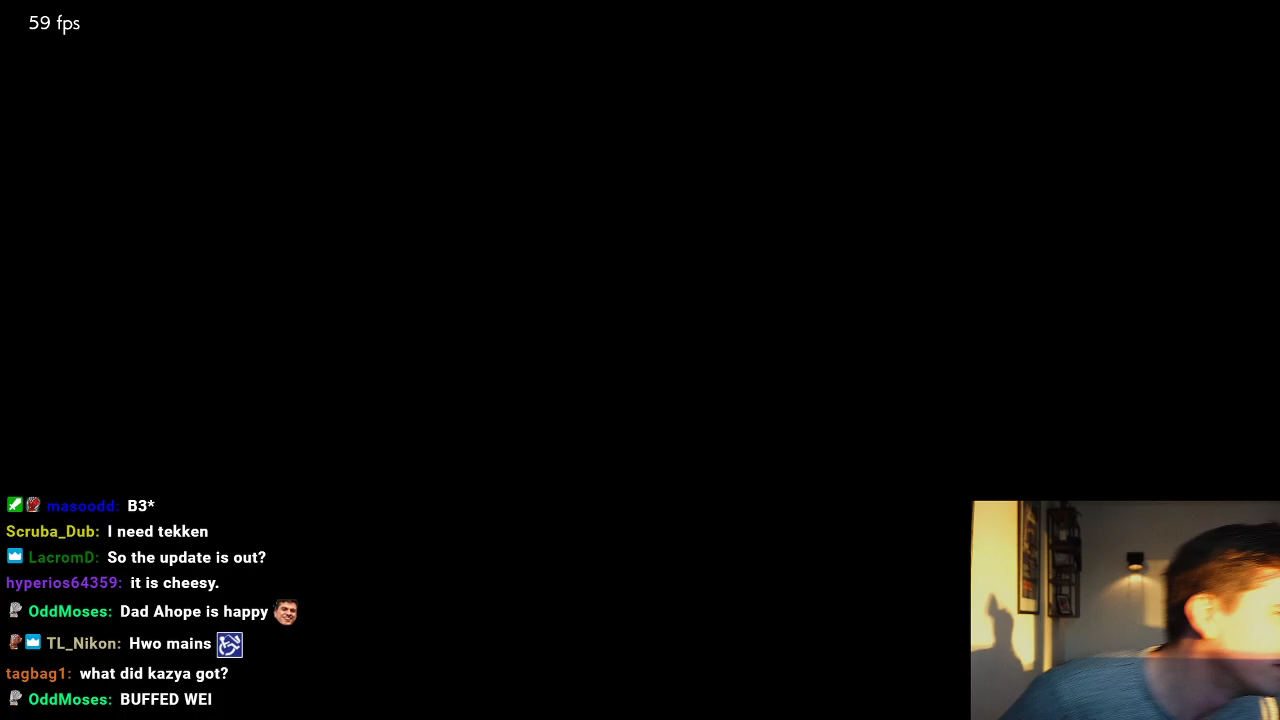 59 fps
masoodd: B3*
Scruba_Dub: I need tekken
LacromD: So the update is out?
hyperios64359: it is cheesy.
OddMoses: Dad Ahope is happy
TL_Nikon: Hwo mains
tagbag1: what did kazya got?
OddMoses: BUFFED WEI